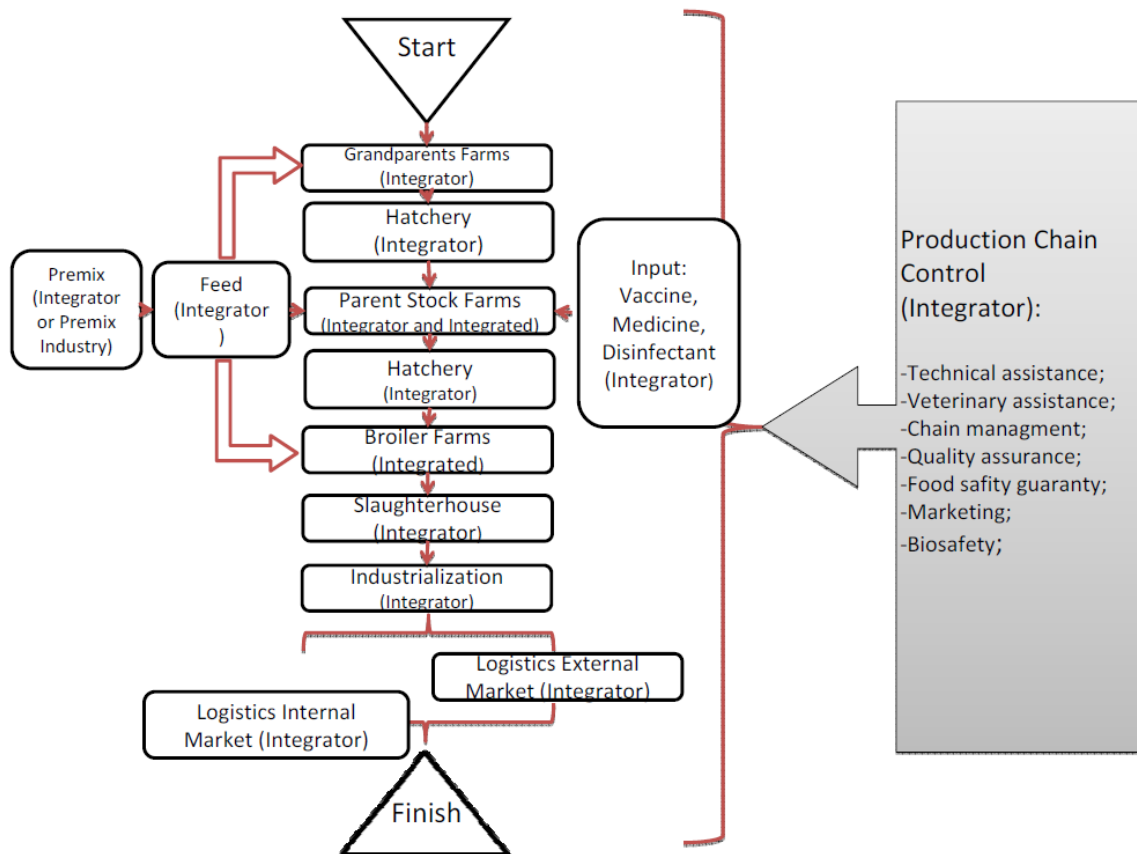 Start
Grandparents Farms
(Integrator)
Hatchery
(Integrator)
Premix
(Integrator
or Premix
Industry)
Feed
(Integrator
)
Parent Stock Farms
(Integrator and Integrated)
Input:
Vaccine,
Medicine,
Disinfectant
(Integrator)
Hatchery
(Integrator)
Broiler Farms
(Integrated)
Slaughterhouse
(Integrator)
Industrialization
(Integrator)
Logistics External
Market (Integrator)
Logistics Internal
Market (Integrator)
Finish
Production Chain
Control
(Integrator):
-Technical assistance;
-Veterinary assistance;
-Chain managment;
-Quality assurance;
-Food safity guaranty;
-Marketing;
-Biosafety;